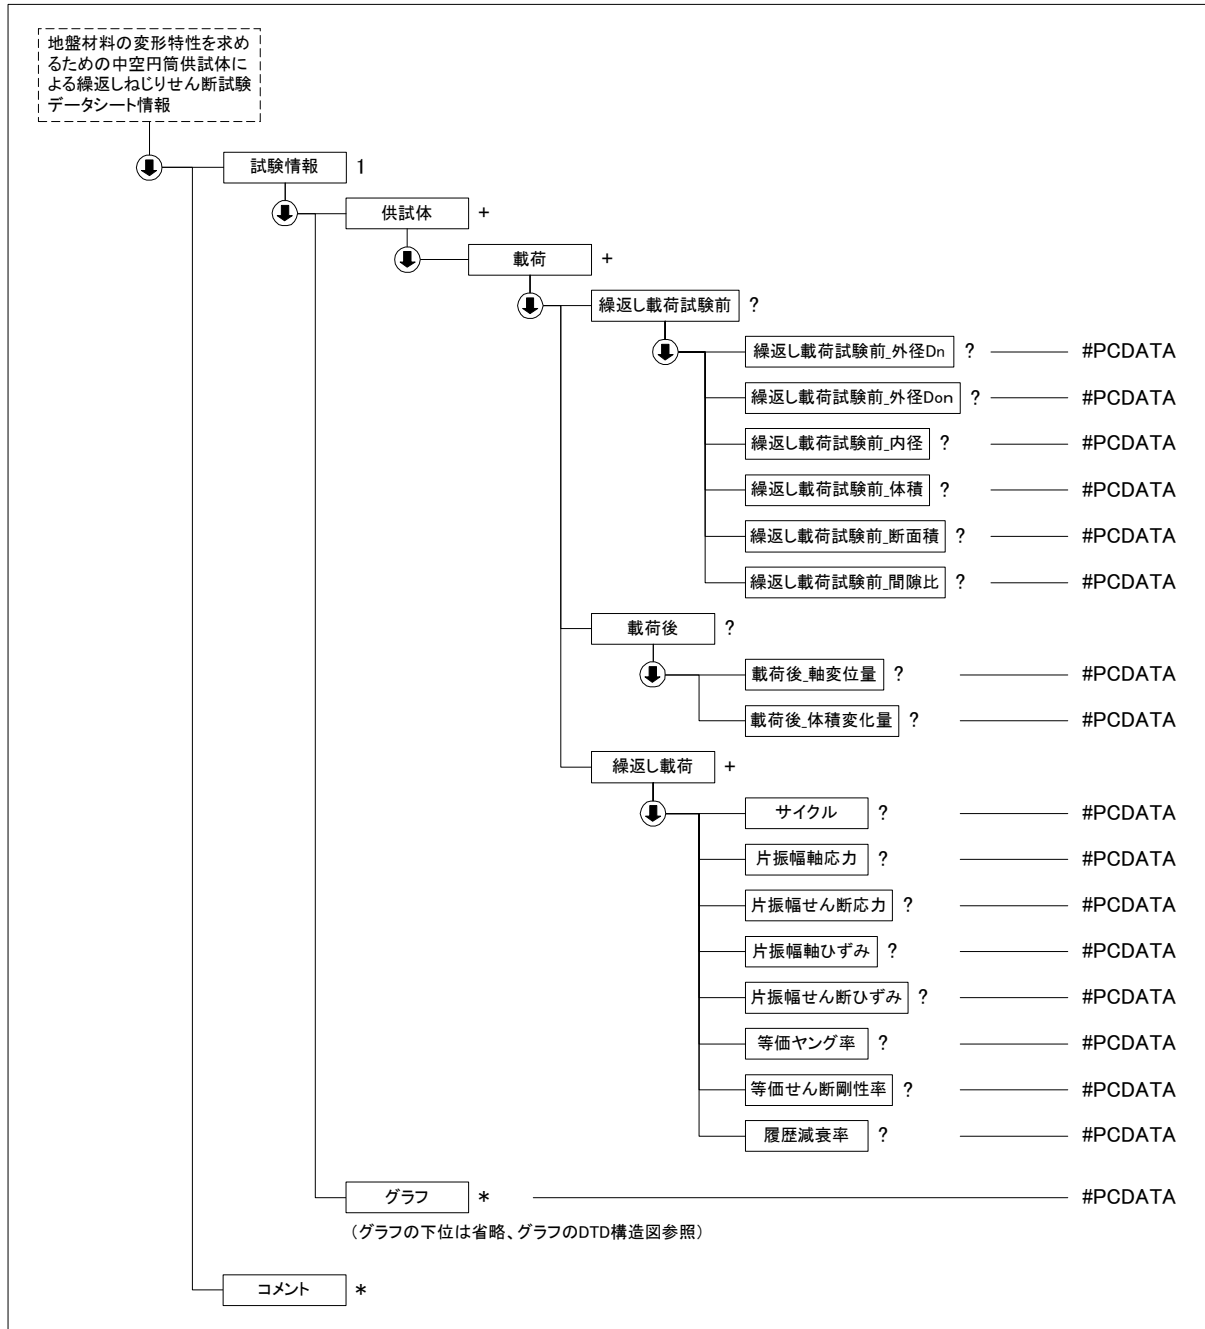 地盤材料の変形特性を求め
るための中空円筒供試体に
よる繰返しねじりせん断試験
データシート情報
試験情報 1
供試体 +
載荷 +
繰返し載荷試験前 ?
繰返し載荷試験前_外径Dn ? #PCDATA
繰返し載荷試験前_外径Don ? #PCDATA
繰返し載荷試験前_内径 ? #PCDATA
繰返し載荷試験前_体積 ? #PCDATA
繰返し載荷試験前_断面積 ? #PCDATA
繰返し載荷試験前_間隙比 ? #PCDATA
載荷後 ?
載荷後_軸変位量 ? #PCDATA
載荷後_体積変化量 ? #PCDATA
繰返し載荷 +
サイクル ? #PCDATA
片振幅軸応力 ? #PCDATA
片振幅せん断応力 ? #PCDATA
片振幅軸ひずみ ? #PCDATA
片振幅せん断ひずみ ? #PCDATA
等価ヤング率 ? #PCDATA
等価せん断剛性率 ? #PCDATA
履歴減衰率 ? #PCDATA
グラフ * #PCDATA
（グラフの下位は省略、グラフのDTD構造図参照）
コメント *